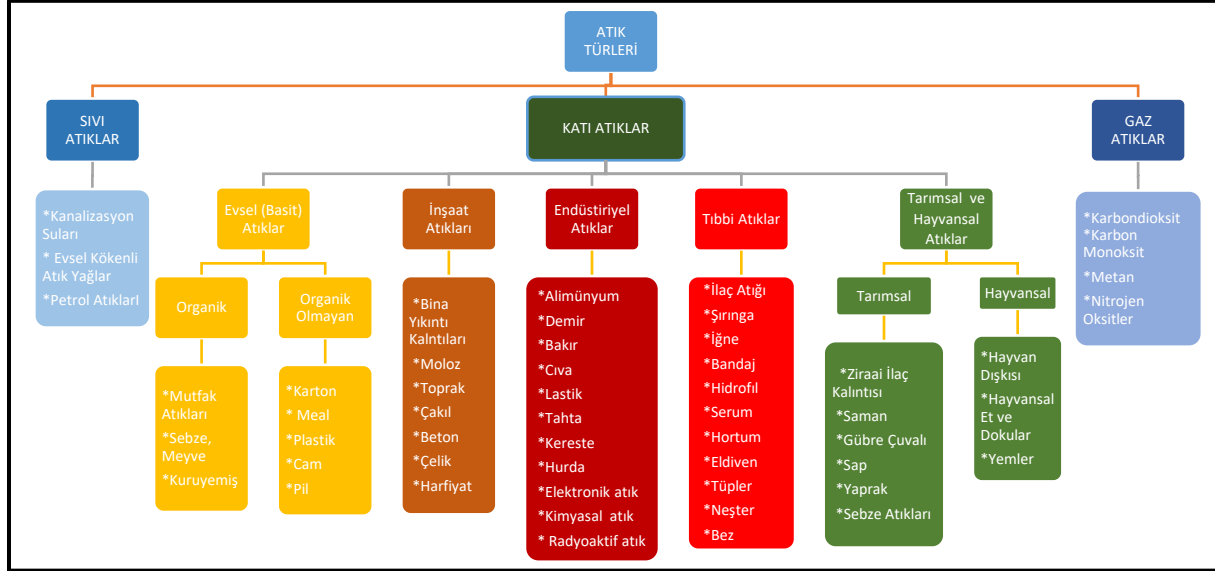 ATIK
TÜRLERİ
SIVI
ATIKLAR
*Kanalizasyon
Suları
* Evsel Kökenli
Atık Yağlar
*Petrol Atıkları
KATI ATIKLAR
Evsel (Basit)
Atıklar
Organik
*Mutfak
Atıkları
*Sebze,
Meyve
*Kuruyemiş
Organik
Olmayan
*Karton
* Meal
*Plastik
*Cam
*Pil
İnşaat
Atıkları
*Bina
Yıkıntı
Kalntıları
*Moloz
*Toprak
*Çakıl
*Beton
*Çelik
*Harfiyat
Endüstiriyel
Atıklar
*Alimünyum
*Demir
*Bakır
*Cıva
*Lastik
*Tahta
*Kereste
*Hurda
*Elektronik atık
*Kimyasal atık
* Radyoaktif atık
Tıbbi Atıklar
*İlaç Atığı
*Şırınga
*İğne
*Bandaj
*Hidrofıl
*Serum
*Hortum
*Eldiven
*Tüpler
*Neşter
*Bez
Tarımsal ve
Hayvansal
Atıklar
Tarımsal
*Ziraai İlaç
Kalıntısı
*Saman
*Gübre Çuvalı
*Sap
*Yaprak
*Sebze Atıkları
Hayvansal
*Hayvan
Dışkısı
*Hayvansal
Et ve
Dokular
*Yemler
GAZ
ATIKLAR
*Karbondioksit
*Karbon
Monoksit
*Metan
*Nitrojen
Oksitler